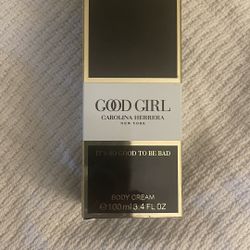 GOOD GIRL
CAROLINA HERRERA
NEW YORK
IT'S SO GOOD TO BE BAD
BODY CREAM
℮100 ml 3.4 FL OZ